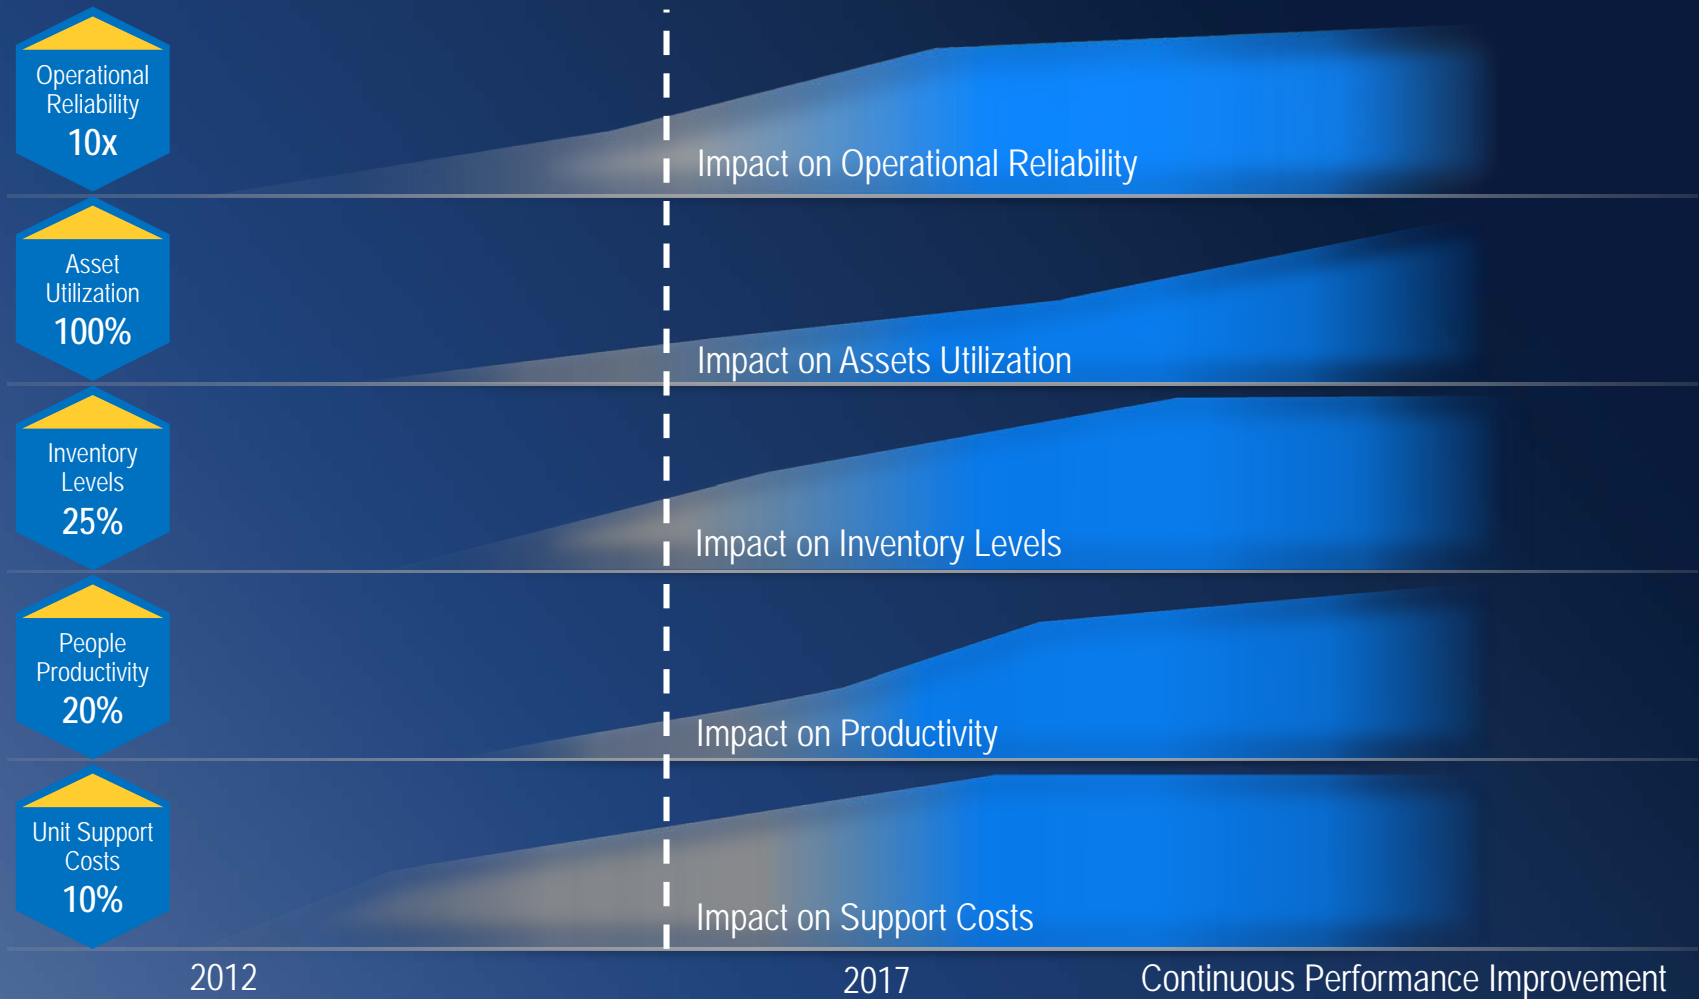 Operational
Reliability
10x
Impact on Operational Reliability
Asset
Utilization
100%
Impact on Assets Utilization
Inventory
Levels
25%
Impact on Inventory Levels
People
Productivity
20%
Impact on Productivity
Unit Support
Costs
10%
Impact on Support Costs
2012
2017
Continuous Performance Improvement